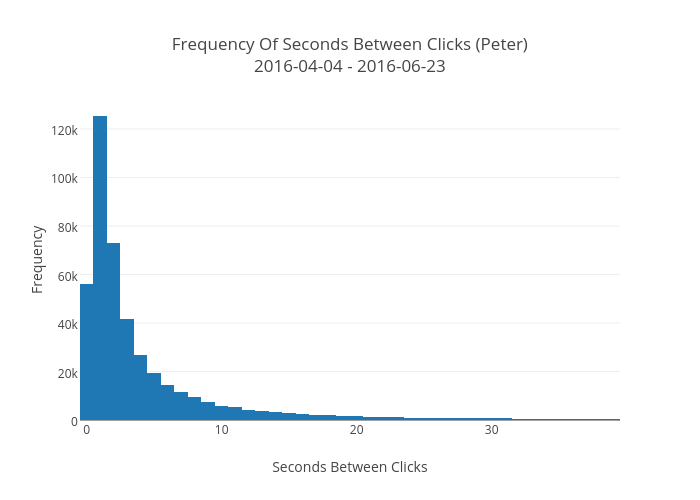 Frequency Of Seconds Between Clicks (Peter)
2016-04-04 - 2016-06-23
120k
100k
80k
60k
40k
20k
0
Frequency
0 10 20 30
Seconds Between Clicks